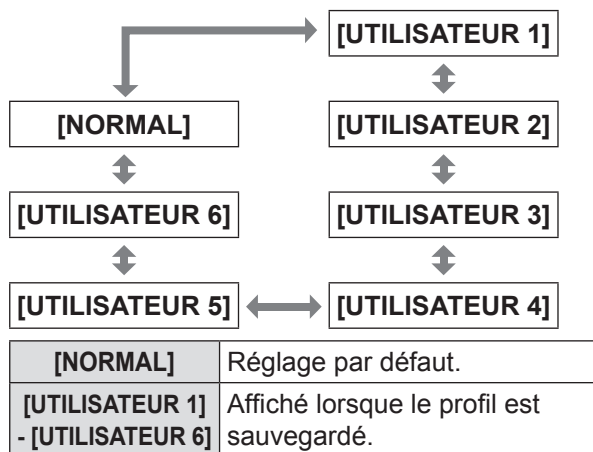 [UTILISATEUR 1]
[NORMAL]
[UTILISATEUR 2]
[UTILISATEUR 6]
[UTILISATEUR 3]
[UTILISATEUR 5]
[UTILISATEUR 4]
[NORMAL] Réglage par défaut.
[UTILISATEUR 1] Affiché lorsque le profil est
- [UTILISATEUR 6] sauvegardé.